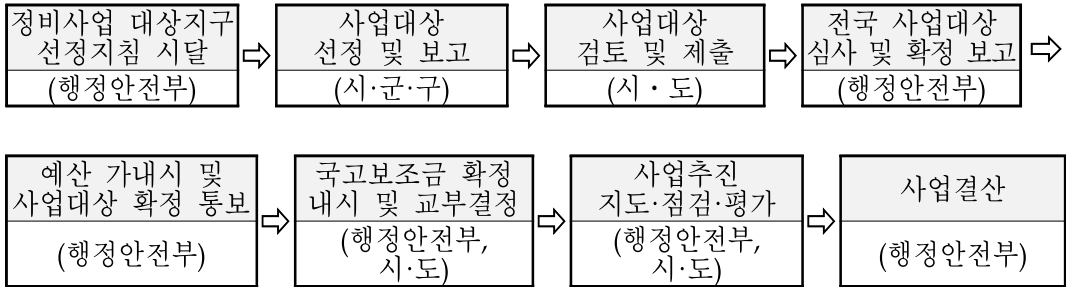 정비사업 대상지구
선정지침 시달
(행정안전부)
사업대상
선정 및 보고
(시·군·구)
사업대상
검토 및 제출
(시・도)
전국 사업대상
심사 및 확정 보고
(행정안전부)
예산 가내시 및
사업대상 확정 통보
(행정안전부)
국고보조금 확정
내시 및 교부결정
(행정안전부,
시·도)
사업추진
지도·점검·평가
(행정안전부,
시·도)
사업결산
(행정안전부)